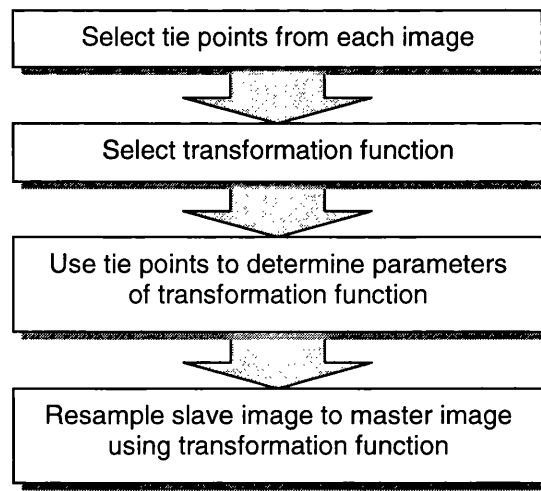 Select tie points from each image
Select transformation function
Use tie points to determine parameters
of transformation function
Resample slave image to master image
using transformation function